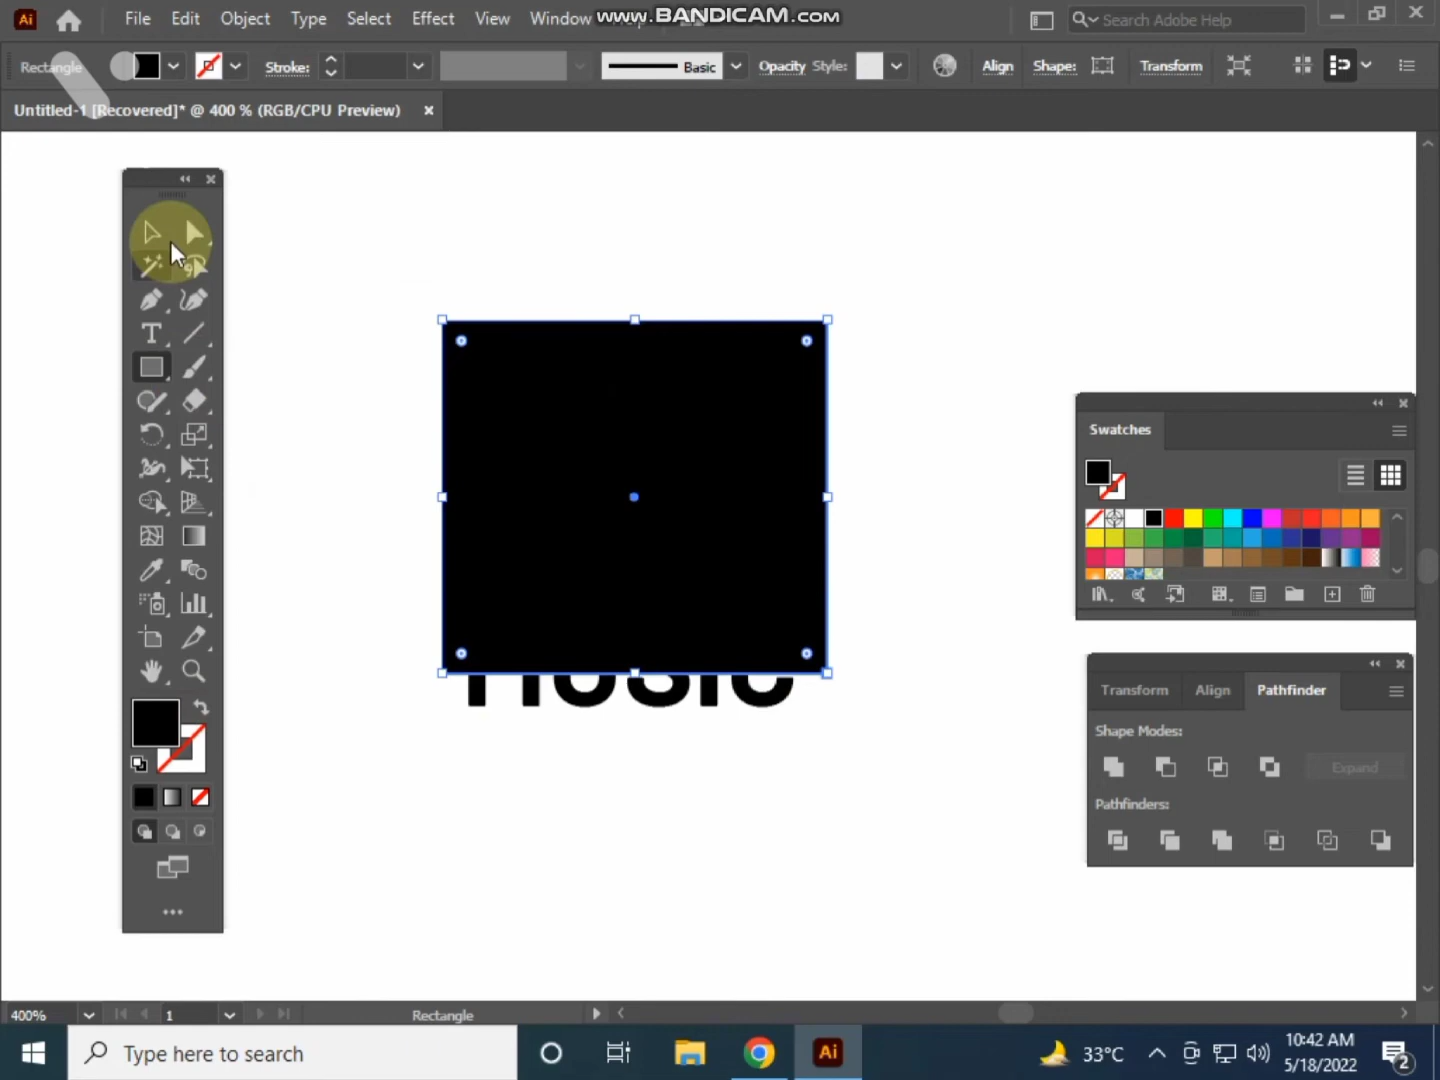 File Edit Object Type Select Effect View Window
www.BANDICAM.com
Search Adobe Help
Rectangle
Stroke:
Basic
Opacity
Style:
Align
Shape:
Transform
Untitled-1 [Recovered]* @ 400 % (RGB/CPU Preview)
Swatches
Transform Align Pathfinder
Shape Modes:
Expand
Pathfinders:
400%
1
Rectangle
Type here to search
33°C
10:42 AM
5/18/2022
2